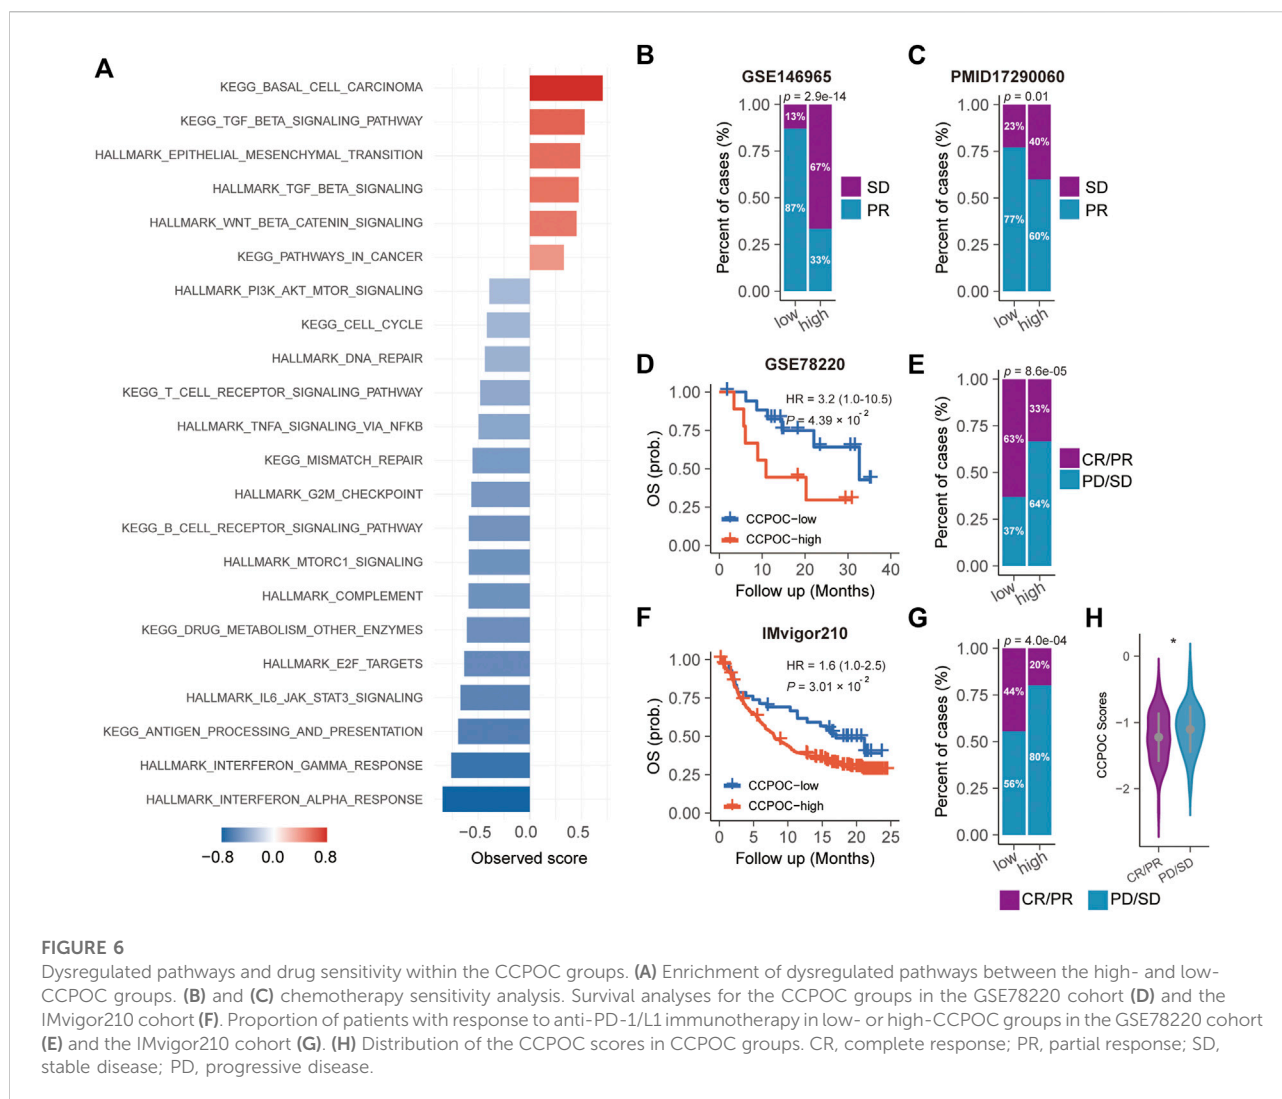 A
KEGG_BASAL_CELL_CARCINOMA
KEGG_TGF_BETA_SIGNALING_PATHWAY
HALLMARK_EPITHELIAL_MESENCHYMAL_TRANSITION
HALLMARK_TGF_BETA_SIGNALING
HALLMARK_WNT_BETA_CATENIN_SIGNALING
KEGG_PATHWAYS_IN_CANCER
HALLMARK_PI3K_AKT_MTOR_SIGNALING
KEGG_CELL_CYCLE
HALLMARK_DNA_REPAIR
KEGG_T_CELL_RECEPTOR_SIGNALING_PATHWAY
HALLMARK_TNFA_SIGNALING_VIA_NFKB
KEGG_MISMATCH_REPAIR
HALLMARK_G2M_CHECKPOINT
KEGG_B_CELL_RECEPTOR_SIGNALING_PATHWAY
HALLMARK_MTORC1_SIGNALING
HALLMARK_COMPLEMENT
KEGG_DRUG_METABOLISM_OTHER_ENZYMES
HALLMARK_E2F_TARGETS
HALLMARK_IL6_JAK_STAT3_SIGNALING
KEGG_ANTIGEN_PROCESSING_AND_PRESENTATION
HALLMARK_INTERFERON_GAMMA_RESPONSE
HALLMARK_INTERFERON_ALPHA_RESPONSE
−0.5 0.0 0.5
Observed score
−0.8 0.0 0.8
B
GSE146965
p = 2.9e-14
Percent of cases (%)
1.00
0.75
0.50
0.25
0.00
13%
67%
87%
33%
low high
SD
PR
C
PMID17290060
p = 0.01
Percent of cases (%)
1.00
0.75
0.50
0.25
0.00
23%
40%
77%
60%
low high
SD
PR
D
GSE78220
HR = 3.2 (1.0-10.5)
P = 4.39 × 10⁻²
OS (prob.)
1.00
0.75
0.50
0.25
0.00
CCPOC−low
CCPOC−high
0 10 20 30 40
Follow up (Months)
E
p = 8.6e-05
Percent of cases (%)
1.00
0.75
0.50
0.25
0.00
33%
63%
64%
37%
low high
CR/PR
PD/SD
F
IMvigor210
HR = 1.6 (1.0-2.5)
P = 3.01 × 10⁻²
OS (prob.)
1.00
0.75
0.50
0.25
0.00
CCPOC−low
CCPOC−high
0 5 10 15 20 25
Follow up (Months)
G
p = 4.0e-04
Percent of cases (%)
1.00
0.75
0.50
0.25
0.00
20%
44%
80%
56%
low high
CR/PR PD/SD
H
*
CCPOC Scores
0
−1
−2
CR/PR PD/SD
FIGURE 6
Dysregulated pathways and drug sensitivity within the CCPOC groups. (A) Enrichment of dysregulated pathways between the high- and low-
CCPOC groups. (B) and (C) chemotherapy sensitivity analysis. Survival analyses for the CCPOC groups in the GSE78220 cohort (D) and the
IMvigor210 cohort (F). Proportion of patients with response to anti-PD-1/L1 immunotherapy in low- or high-CCPOC groups in the GSE78220 cohort
(E) and the IMvigor210 cohort (G). (H) Distribution of the CCPOC scores in CCPOC groups. CR, complete response; PR, partial response; SD,
stable disease; PD, progressive disease.